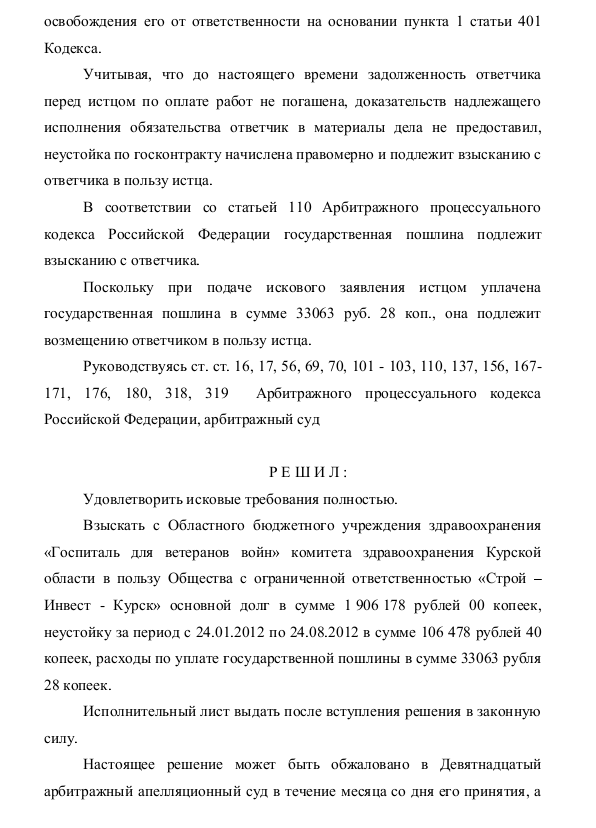 освобождения его от ответственности на основании пункта 1 статьи 401
Кодекса.
Учитывая, что до настоящего времени задолженность ответчика
перед истцом по оплате работ не погашена, доказательств надлежащего
исполнения обязательства ответчик в материалы дела не предоставил,
неустойка по госконтракту начислена правомерно и подлежит взысканию с
ответчика в пользу истца.
В соответствии со статьей 110 Арбитражного процессуального
кодекса Российской Федерации государственная пошлина подлежит
взысканию с ответчика.
Поскольку при подаче искового заявления истцом уплачена
государственная пошлина в сумме 33063 руб. 28 коп., она подлежит
возмещению ответчиком в пользу истца.
Руководствуясь ст. ст. 16, 17, 56, 69, 70, 101 - 103, 110, 137, 156, 167-
171, 176, 180, 318, 319 Арбитражного процессуального кодекса
Российской Федерации, арбитражный суд
Р Е Ш И Л :
Удовлетворить исковые требования полностью.
Взыскать с Областного бюджетного учреждения здравоохранения
«Госпиталь для ветеранов войн» комитета здравоохранения Курской
области в пользу Общества с ограниченной ответственностью «Строй –
Инвест - Курск» основной долг в сумме 1 906 178 рублей 00 копеек,
неустойку за период с 24.01.2012 по 24.08.2012 в сумме 106 478 рублей 40
копеек, расходы по уплате государственной пошлины в сумме 33063 рубля
28 копеек.
Исполнительный лист выдать после вступления решения в законную
силу.
Настоящее решение может быть обжаловано в Девятнадцатый
арбитражный апелляционный суд в течение месяца со дня его принятия, а